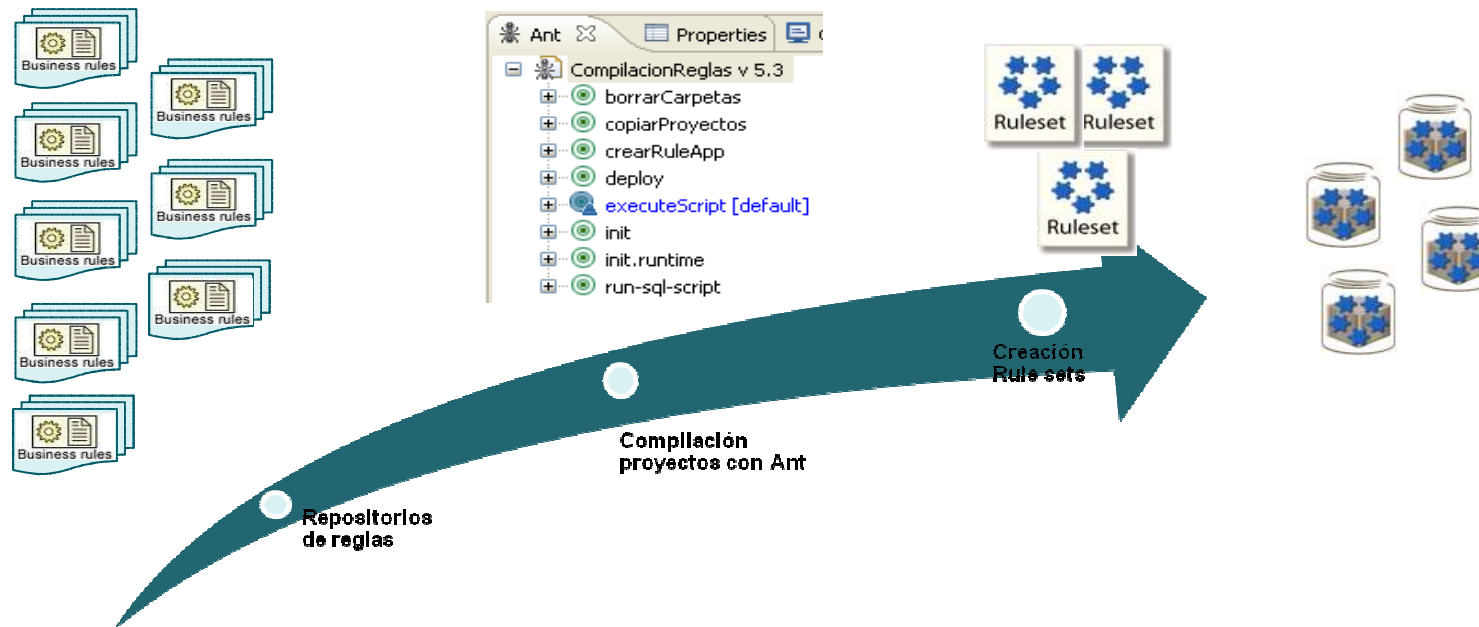 Business rules
Business rules
Business rules
Business rules
Business rules
Business rules
Business rules
Business rules
Ant
Properties
CompilacionReglas v 5.3
borrarCarpetas
copiarProyectos
crearRuleApp
deploy
executeScript [default]
init
init.runtime
run-sql-script
Ruleset
Ruleset
Ruleset
Repositorios
de reglas
Compilación
proyectos con Ant
Creación
Rule sets